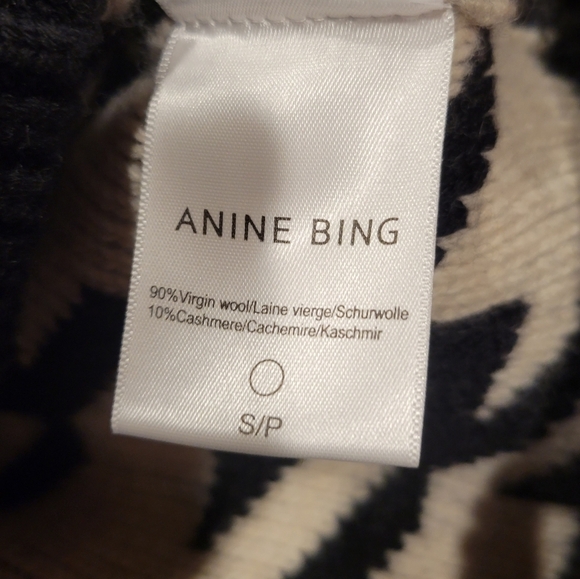 ANINE BING
90%Virgin wool/Laine vierge/Schurwolle
10%Cashmere/Cachemire/Kaschmir
S/P